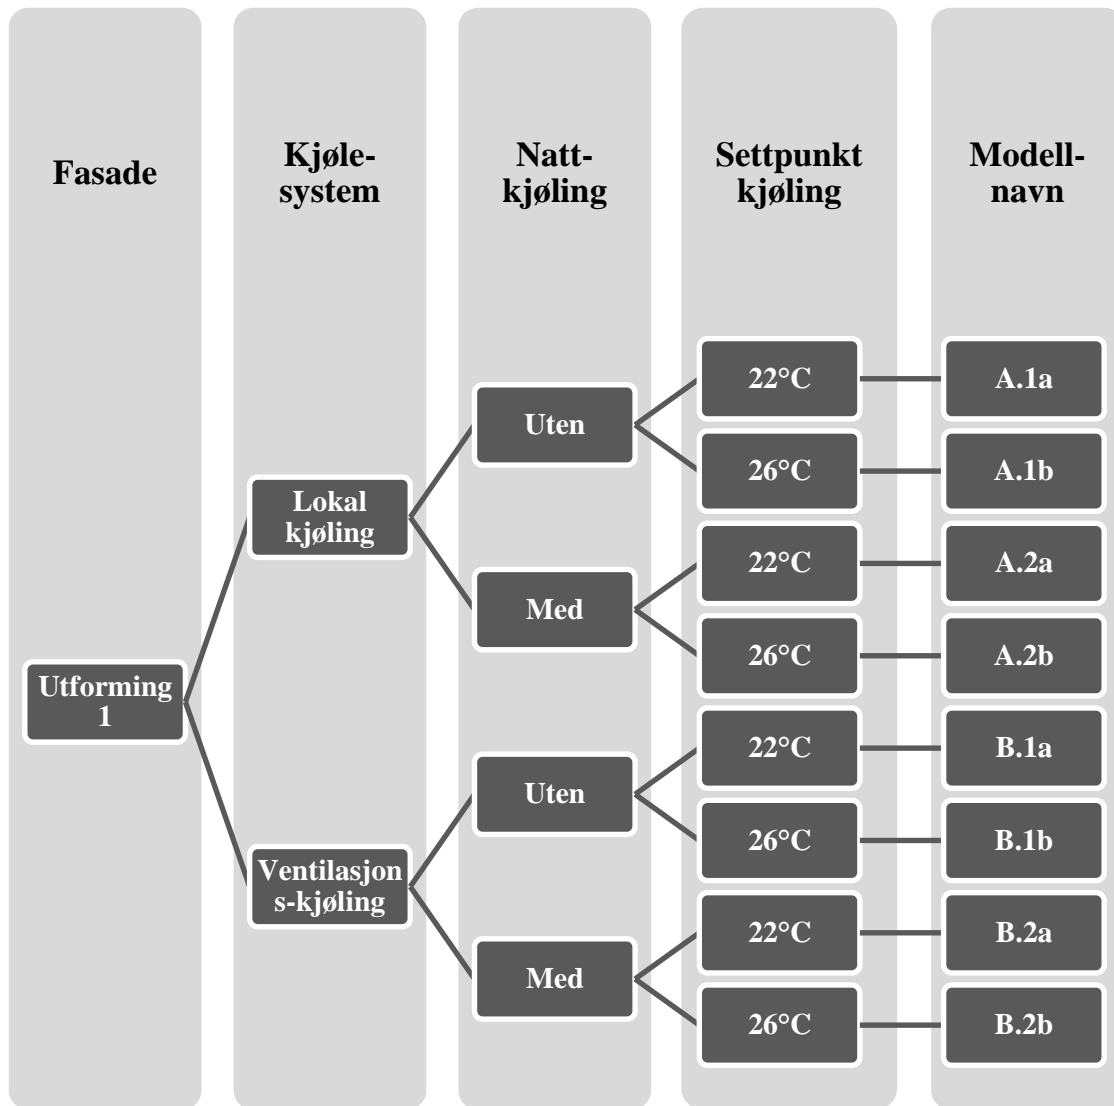 Fasade
Kjøle-
system
Natt-
kjøling
Settpunkt
kjøling
Modell-
navn
Utforming
1
Lokal
kjøling
Uten
22°C
A.1a
26°C
A.1b
Med
22°C
A.2a
26°C
A.2b
Ventilasjon
s-kjøling
Uten
22°C
B.1a
26°C
B.1b
Med
22°C
B.2a
26°C
B.2b